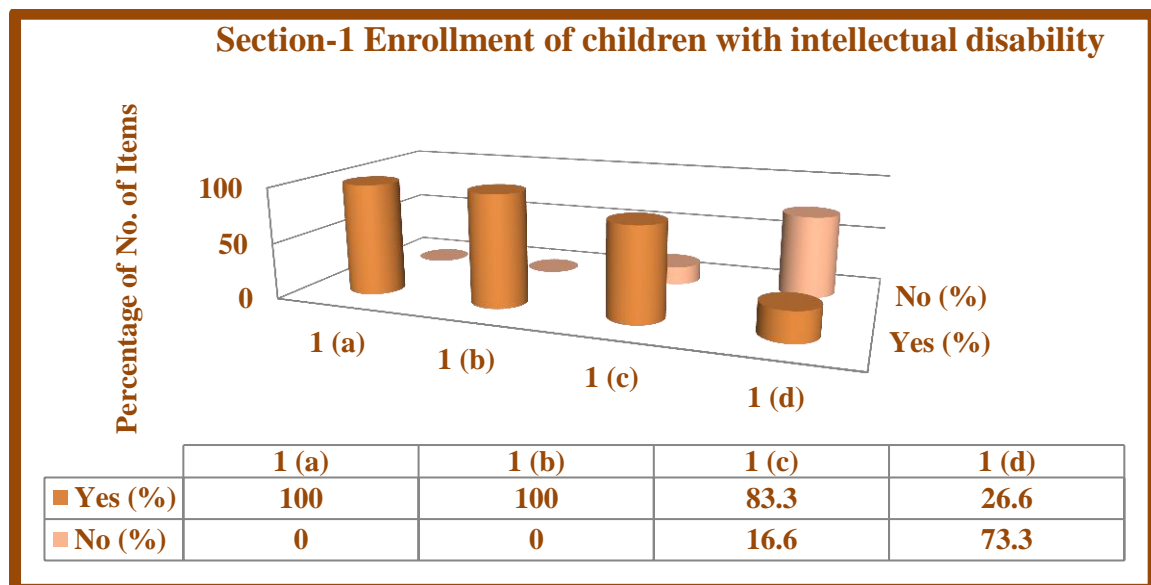 Section-1 Enrollment of children with intellectual disability
Percentage of No. of Items
100
50
0
No (%)
Yes (%)
1 (a)
1 (b)
1 (c)
1 (d)
1 (a) 1 (b) 1 (c) 1 (d)
Yes (%) 100 100 83.3 26.6
No (%) 0 0 16.6 73.3